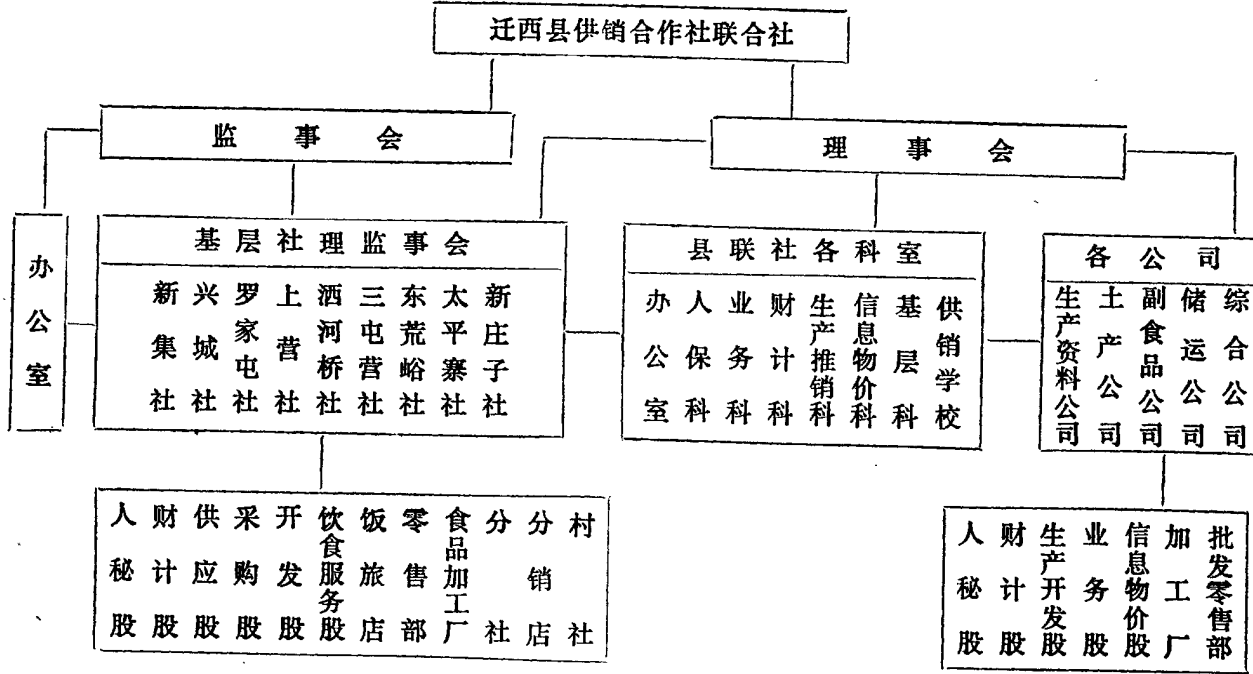 迁西县供销合作社联合社
监事会
理事会
办公室
基层社理监事会
新集社
兴城社
罗家屯社
上营社
洒河桥社
三屯营社
东荒峪社
太平寨社
新庄子社
县联社各科室
办公室
人保科
业务科
财计科
生产推销科
信息物价科
基层科
供销学校
各公司
生产资料公司
土产公司
副食品公司
储运公司
综合公司
人秘股
财计股
供应股
采购股
开发股
饮食服务股
饭旅店
零售部
食品加工厂
分社
分销店
村社
人秘股
财计股
生产开发股
业务股
信息物价股
加工厂
批发零售部